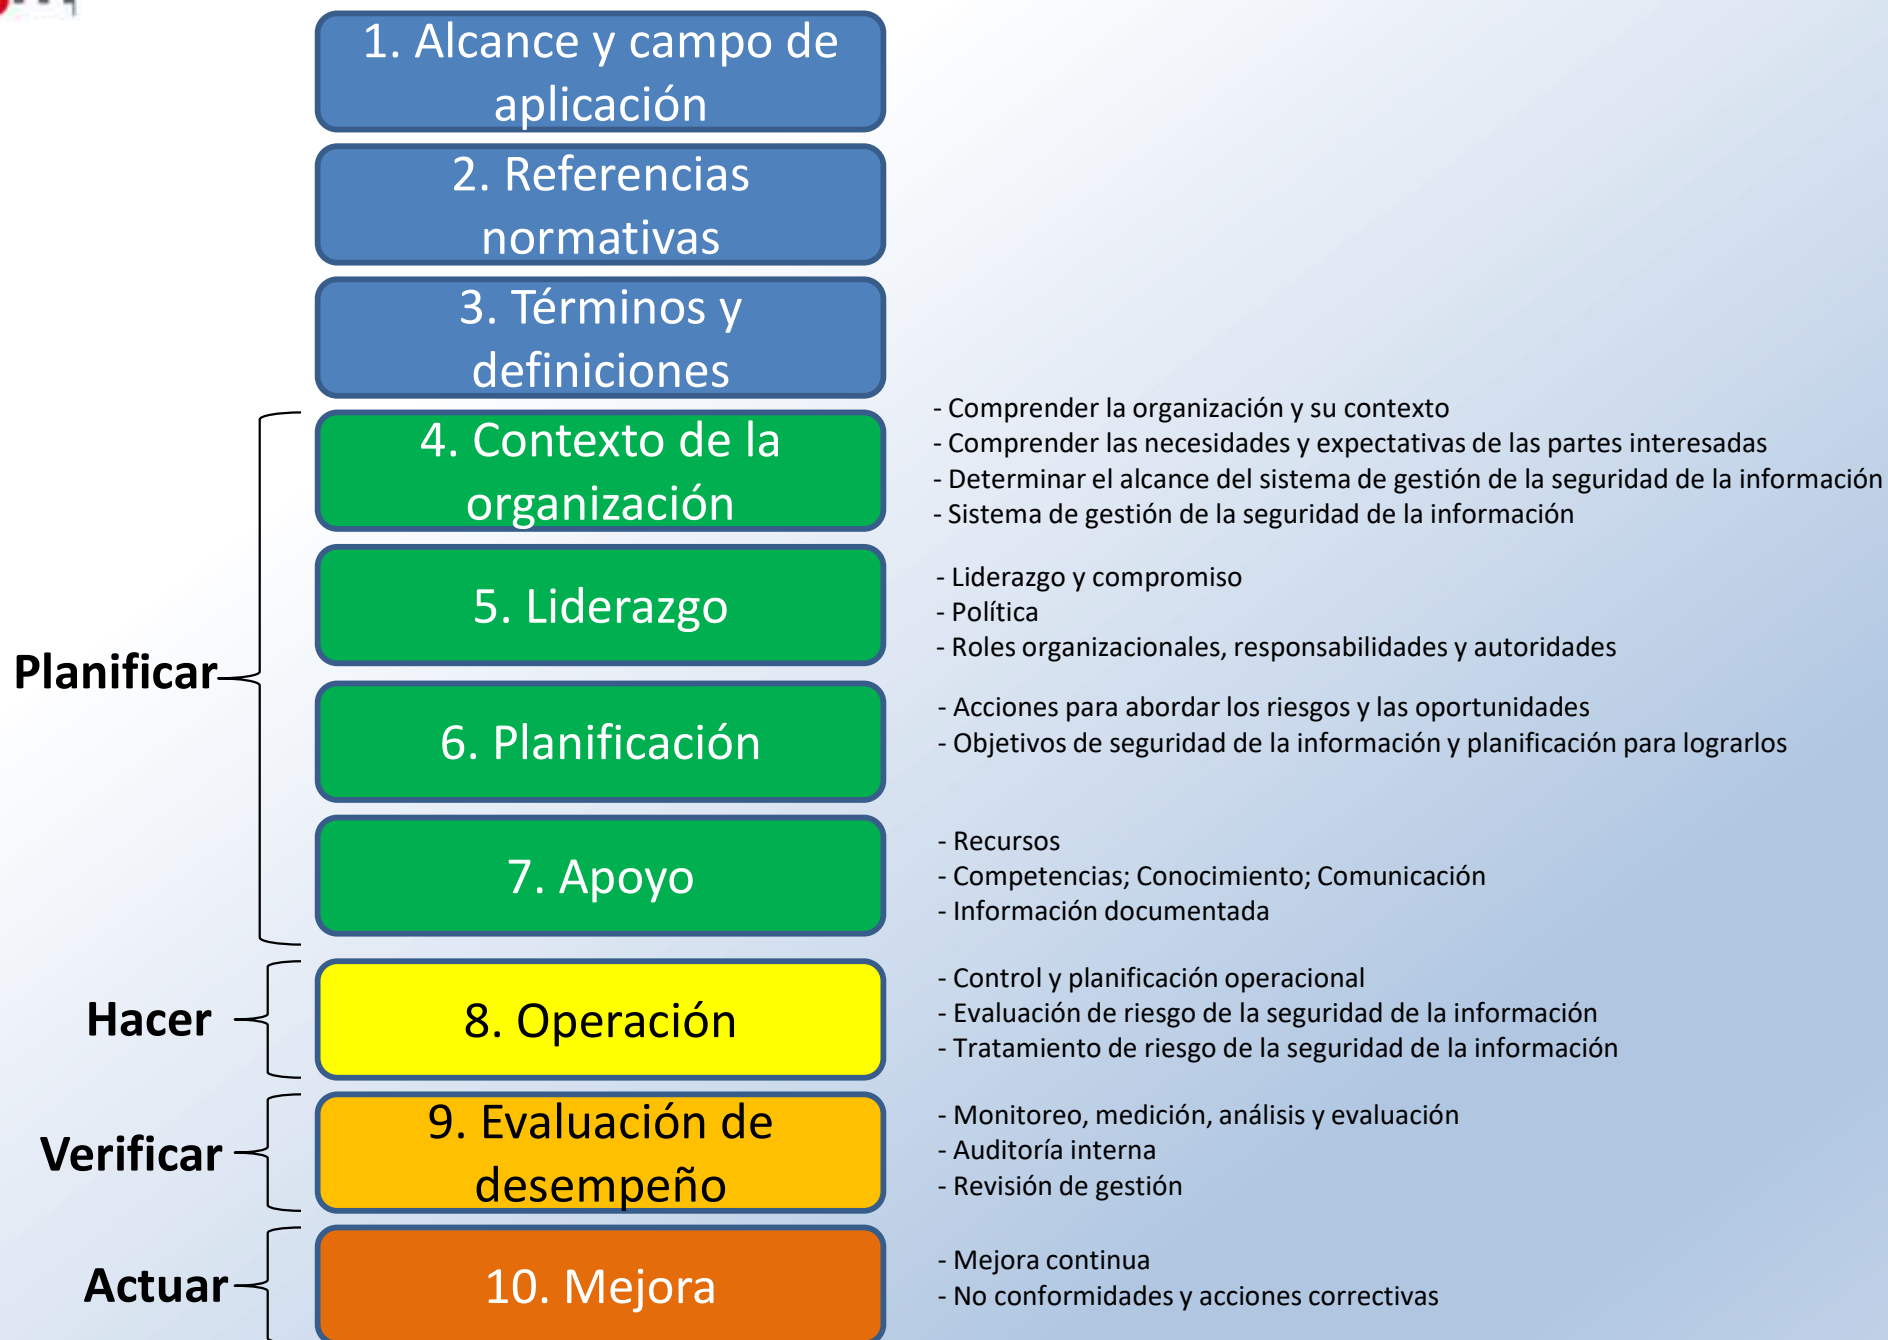 1. Alcance y campo de
aplicación
2. Referencias
normativas
3. Términos y
definiciones
Planificar
4. Contexto de la
organización
- Comprender la organización y su contexto
- Comprender las necesidades y expectativas de las partes interesadas
- Determinar el alcance del sistema de gestión de la seguridad de la información
- Sistema de gestión de la seguridad de la información
5. Liderazgo
- Liderazgo y compromiso
- Política
- Roles organizacionales, responsabilidades y autoridades
6. Planificación
- Acciones para abordar los riesgos y las oportunidades
- Objetivos de seguridad de la información y planificación para lograrlos
7. Apoyo
- Recursos
- Competencias; Conocimiento; Comunicación
- Información documentada
Hacer
8. Operación
- Control y planificación operacional
- Evaluación de riesgo de la seguridad de la información
- Tratamiento de riesgo de la seguridad de la información
Verificar
9. Evaluación de
desempeño
- Monitoreo, medición, análisis y evaluación
- Auditoría interna
- Revisión de gestión
Actuar
10. Mejora
- Mejora continua
- No conformidades y acciones correctivas